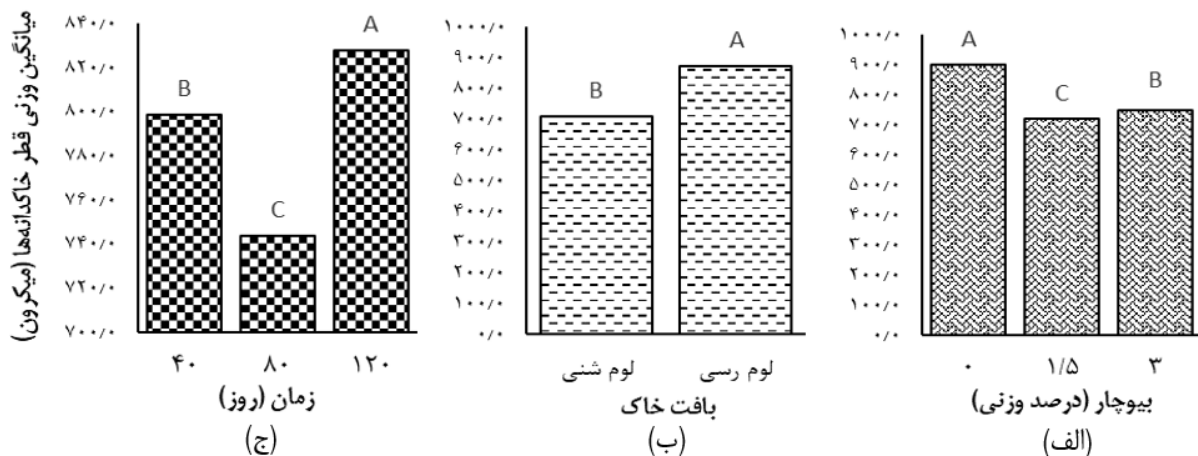 میانگین وزنی قطر خاکدانه‌ها (میکرون)
۱۰۰۰/۰
۹۰۰/۰
۸۰۰/۰
۷۰۰/۰
۶۰۰/۰
۵۰۰/۰
۴۰۰/۰
۳۰۰/۰
۲۰۰/۰
۱۰۰/۰
۰/۰
A
C
B
۰
۱/۵
۳
بیوچار (درصد وزنی)
(الف)
۱۰۰۰/۰
۹۰۰/۰
۸۰۰/۰
۷۰۰/۰
۶۰۰/۰
۵۰۰/۰
۴۰۰/۰
۳۰۰/۰
۲۰۰/۰
۱۰۰/۰
۰/۰
B
A
لوم شنی
لوم رسی
بافت خاک
(ب)
۸۴۰/۰
۸۲۰/۰
۸۰۰/۰
۷۸۰/۰
۷۶۰/۰
۷۴۰/۰
۷۲۰/۰
۷۰۰/۰
B
C
A
۴۰
۸۰
۱۲۰
زمان (روز)
(ج)